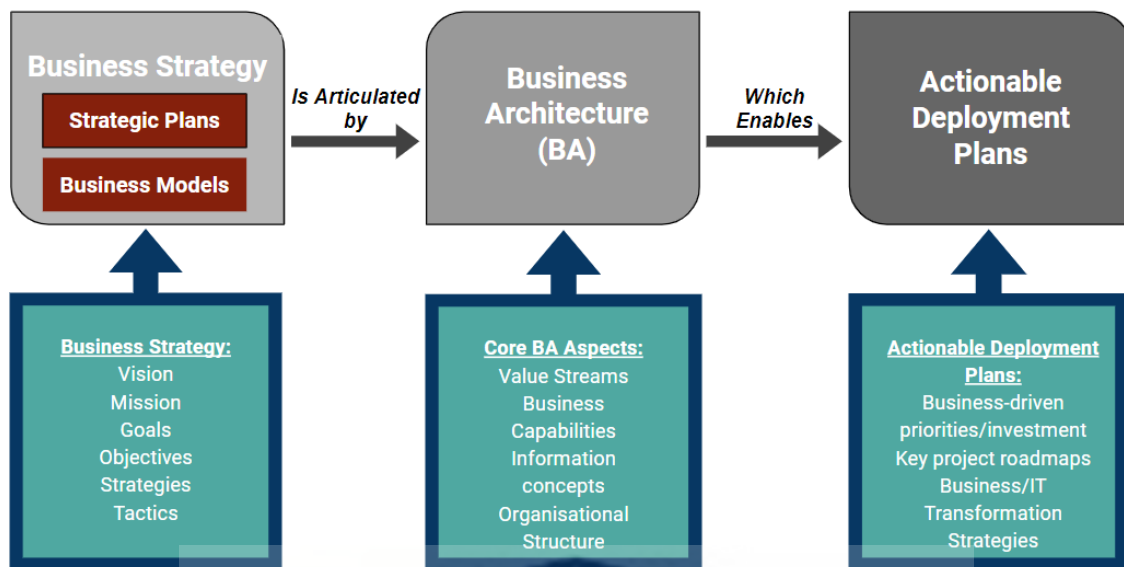 Business Strategy
Strategic Plans
Business Models
Is Articulated
by
Business
Architecture
(BA)
Which
Enables
Actionable
Deployment
Plans
Business Strategy:
Vision
Mission
Goals
Objectives
Strategies
Tactics
Core BA Aspects:
Value Streams
Business
Capabilities
Information
concepts
Organisational
Structure
Actionable Deployment
Plans:
Business-driven
priorities/investment
Key project roadmaps
Business/IT
Transformation
Strategies